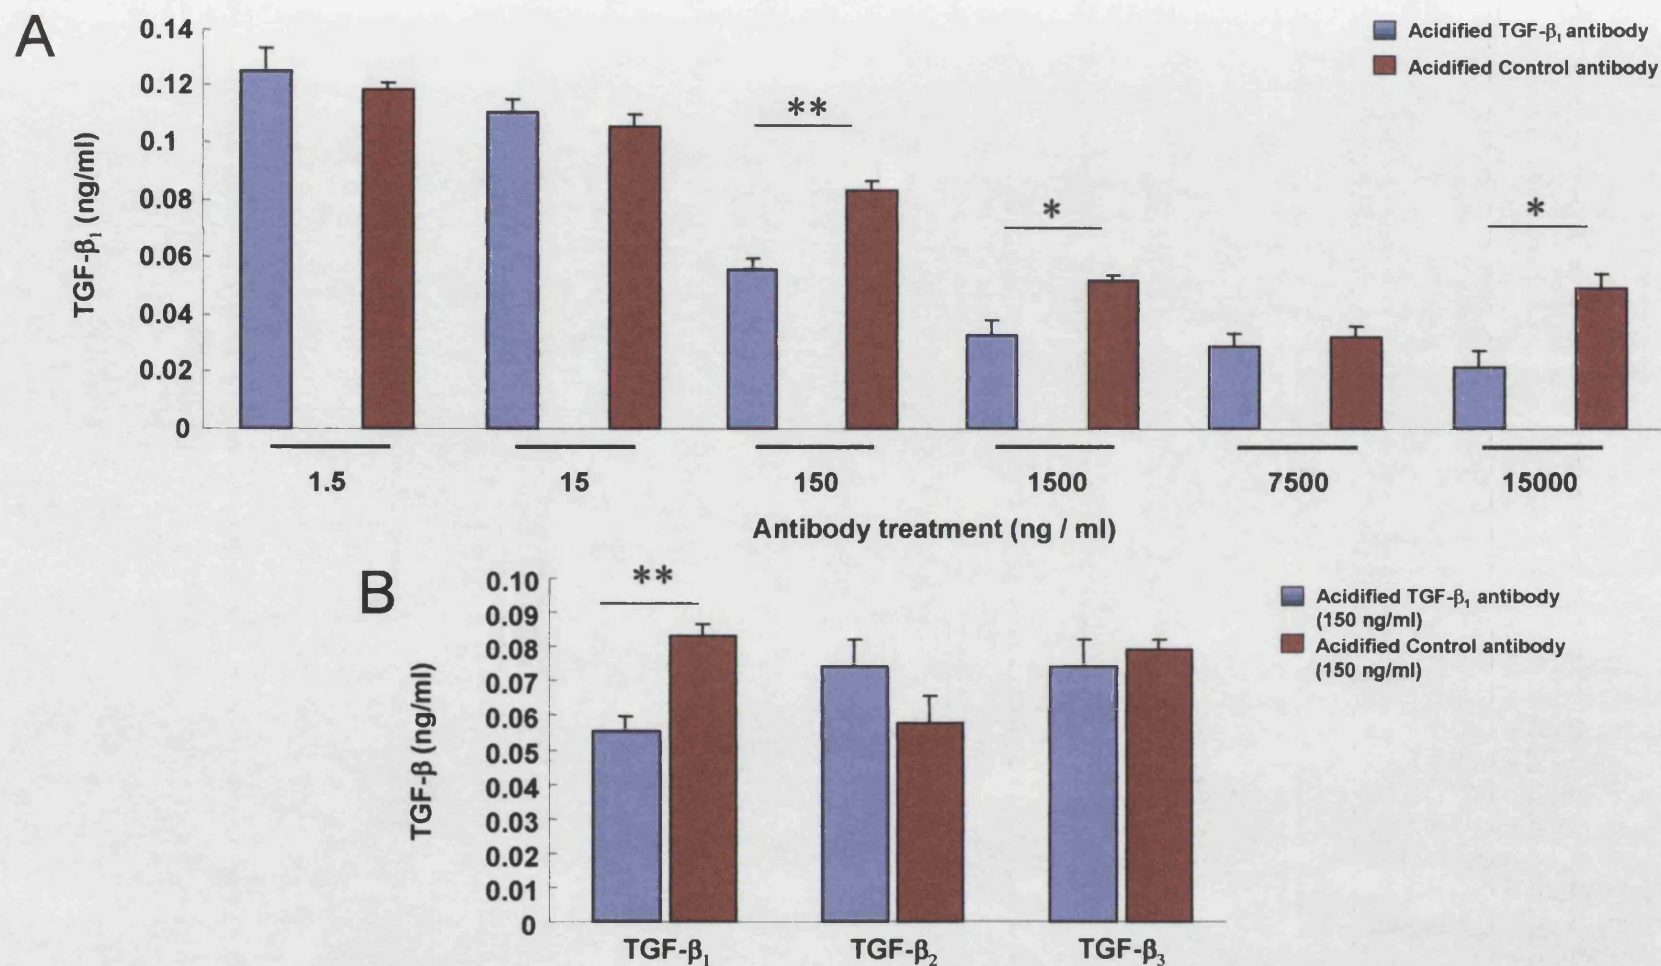 A
0.14
0.12
0.1
0.08
0.06
0.04
0.02
0
TGF-β₁ (ng/ml)
Acidified TGF-β₁ antibody
Acidified Control antibody
**
*
*
1.5 15 150 1500 7500 15000
Antibody treatment (ng / ml)
B
0.10
0.09
0.08
0.07
0.06
0.05
0.04
0.03
0.02
0.01
0
TGF-β (ng/ml)
**
Acidified TGF-β₁ antibody
(150 ng/ml)
Acidified Control antibody
(150 ng/ml)
TGF-β₁ TGF-β₂ TGF-β₃